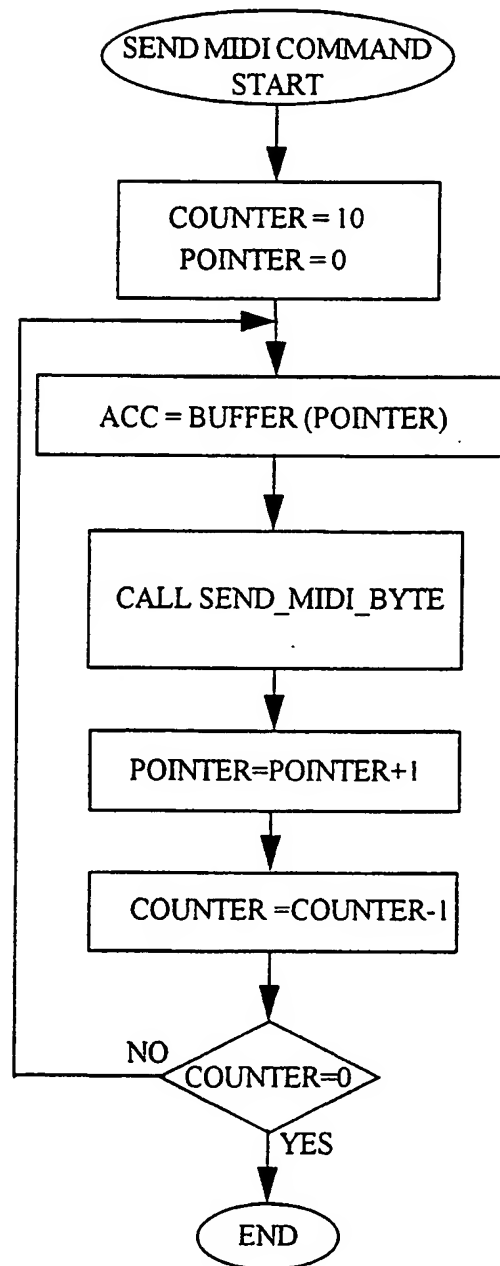 SEND MIDI COMMAND
START
COUNTER = 10
POINTER = 0
ACC = BUFFER (POINTER)
CALL SEND_MIDI_BYTE
POINTER=POINTER+1
COUNTER =COUNTER-1
NO
COUNTER=0
YES
END